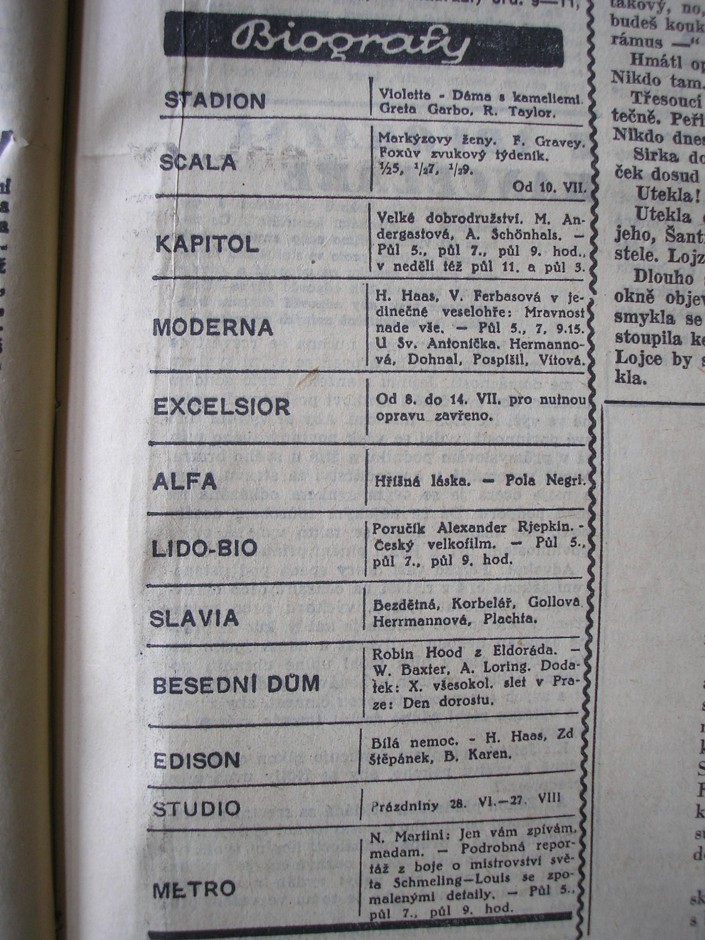 9—11,
Biografy
STADION
Violetta - Dáma s kameliemi.
Greta Garbo, R. Taylor.
SCALA
Markýzovy ženy. F. Gravey.
Foxův zvukový týdeník.
½5, ½7, ½9.
Od 10. VII.
KAPITOL
Velké dobrodružství. M. An-
dergastová, A. Schönhals. —
Půl 5., půl 7., půl 9. hod.,
v neděli též půl 11. a půl 3.
MODERNA
H. Haas, V. Ferbasová v je-
dinečné veselohře: Mravnost
nade vše. — Půl 5., 7, 9.15.
U Sv. Antoníčka. Hermanno-
vá, Dohnal, Pospíšil, Vítová.
EXCELSIOR
Od 8. do 14. VII. pro nutnou
opravu zavřeno.
ALFA
Hříšná láska. — Pola Negri.
LIDO-BIO
Poručík Alexander Rjepkin. -
Český velkofilm. — Půl 5.,
půl 7., půl 9. hod.
SLAVIA
Bezdětná, Korbelář, Gollova
Herrmannová, Plachta.
BESEDNÍ DŮM
Robin Hood z Eldoráda. —
W. Baxter, A. Loring. Doda-
tek: X. všesokol. slet v Pra-
ze: Den dorostu.
EDISON
Bílá nemoc. - H. Haas, Zd
Štěpánek, B. Karen.
STUDIO
Prázdniny 28. VI.—27. VIII
METRO
N. Martini: Jen vám zpívám,
madam. — Podrobná repor-
táž z boje o mistrovství svě-
ta Schmeling—Louis se zpo-
malenými detaily. — Půl 5.,
půl 7., půl 9. hod.
takový, no,
budeš kouk
rámus —"
Hmátl op
Nikdo tam.
Třesoucí
tečně. Peři
Nikdo dnes
Sirka do
ček dosud
Utekla!
Utekla
jeho, Šant
stele. Lojz
Dlouho
okně objev
smykla se
stoupila ke
Lojce by s
kla.